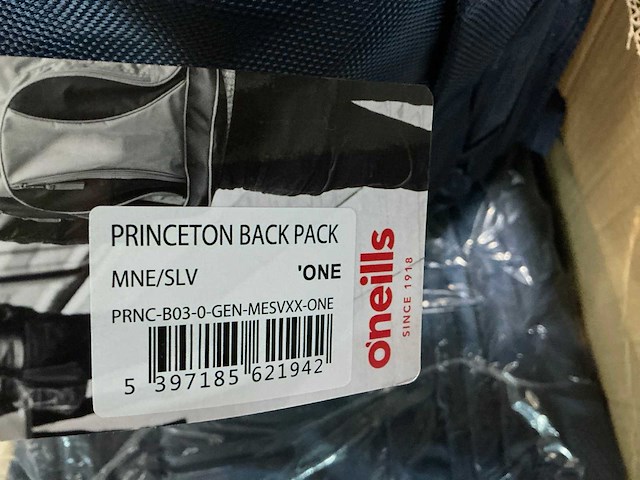 PRINCETON BACK PACK
MNE/SLV 'ONE
PRNC-B03-0-GEN-MESVXX-ONE
5 397185 621942
o'neills
SINCE 1918